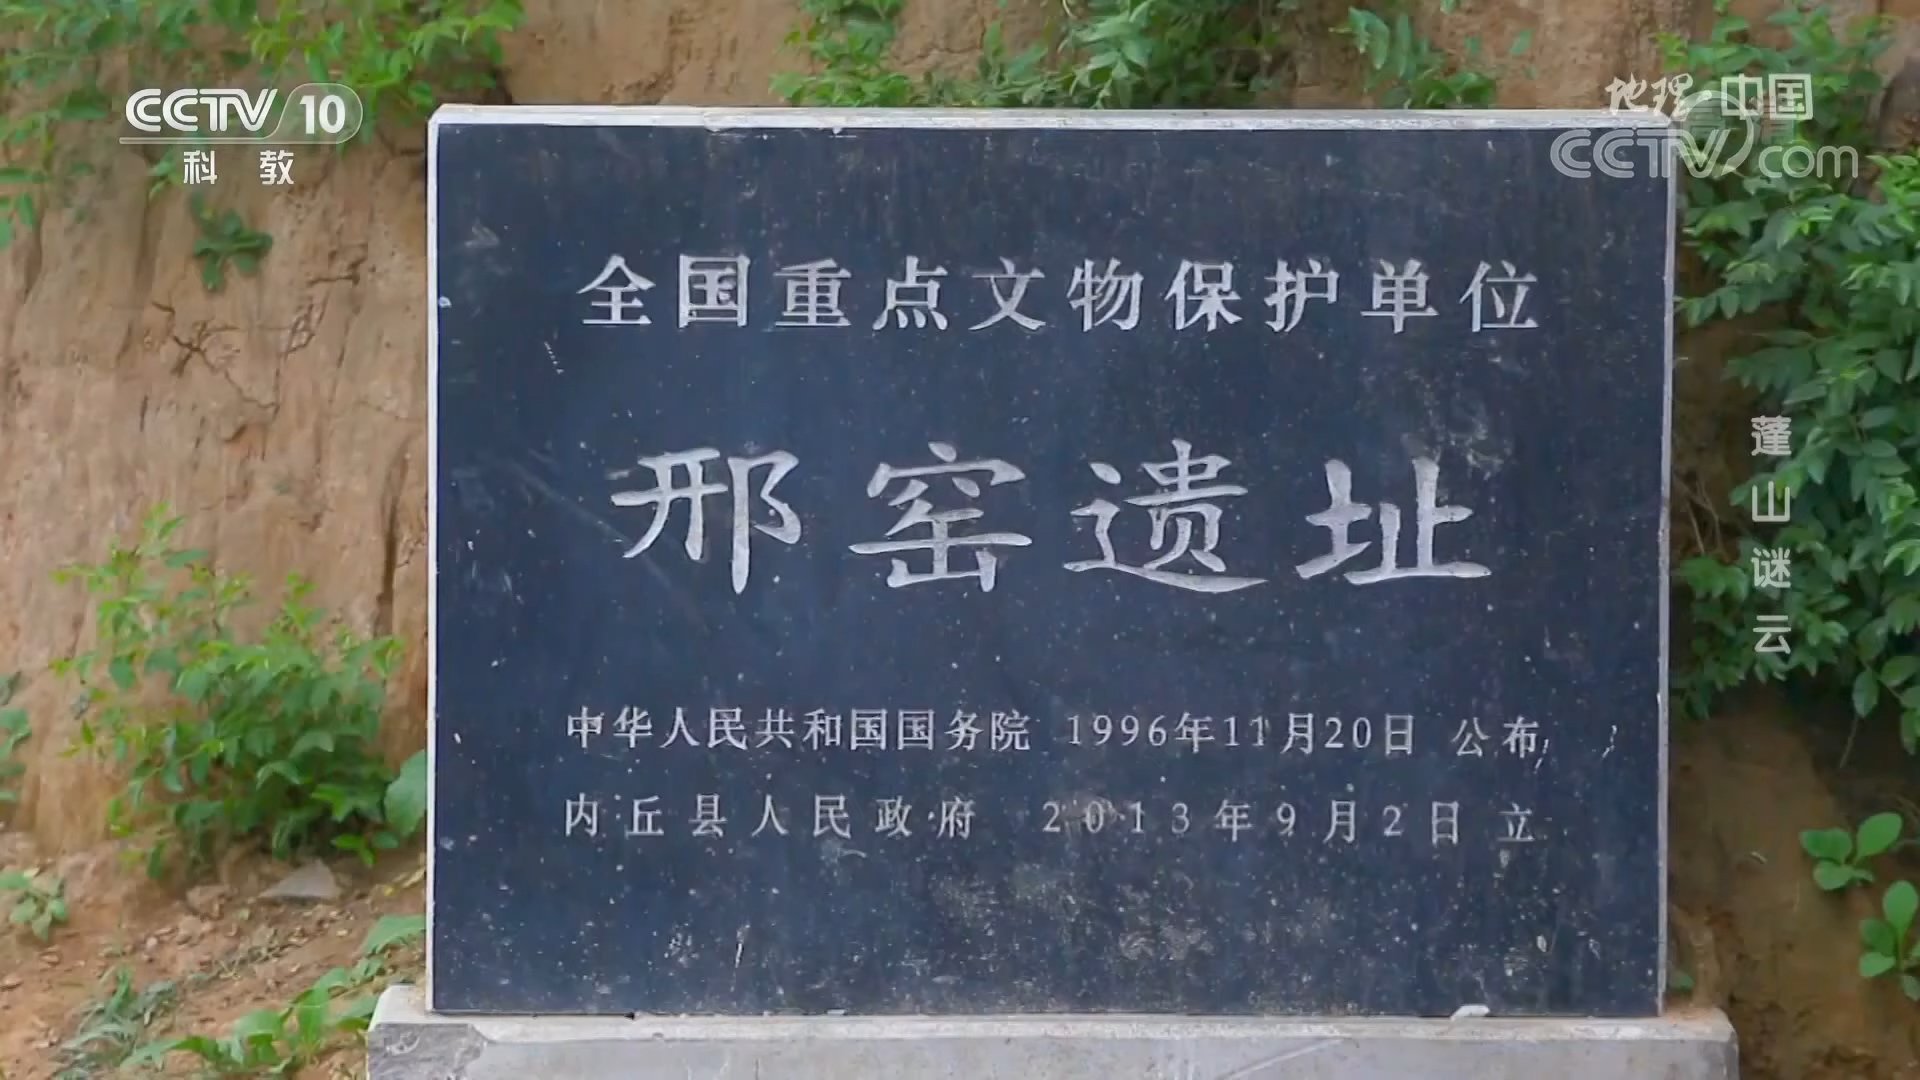 CCTV 10
科教
地理·中国
CCTV.com
全国重点文物保护单位
邢窑遗址
中华人民共和国国务院 1996年11月20日 公布
内丘县人民政府 2013年9月2日 立
蓬山谜云